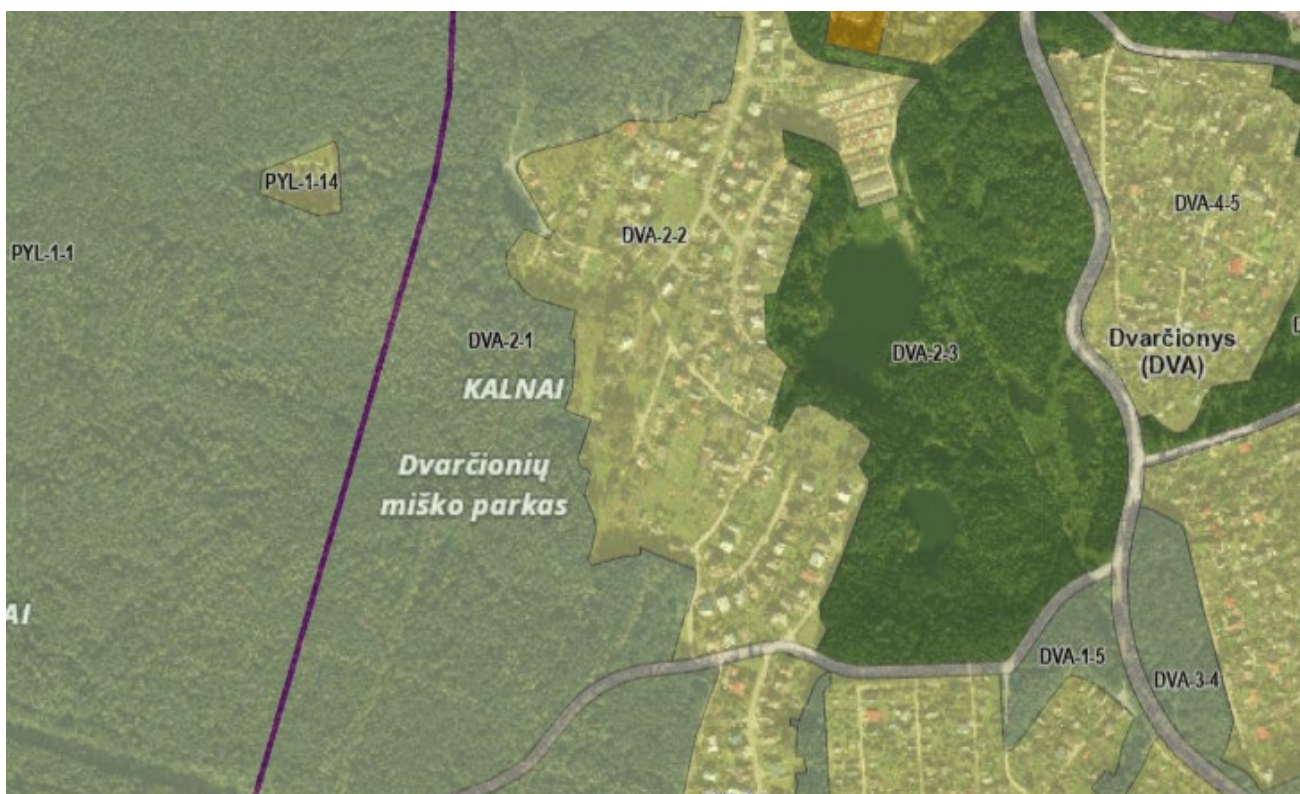 PYL-1-14
DVA-4-5
DVA-2-2
PYL-1-1
DVA-2-1
Dvarčionys
(DVA)
DVA-2-3
KALNAI
Dvarčionių
miško parkas
AI
DVA-1-5
DVA-3-4